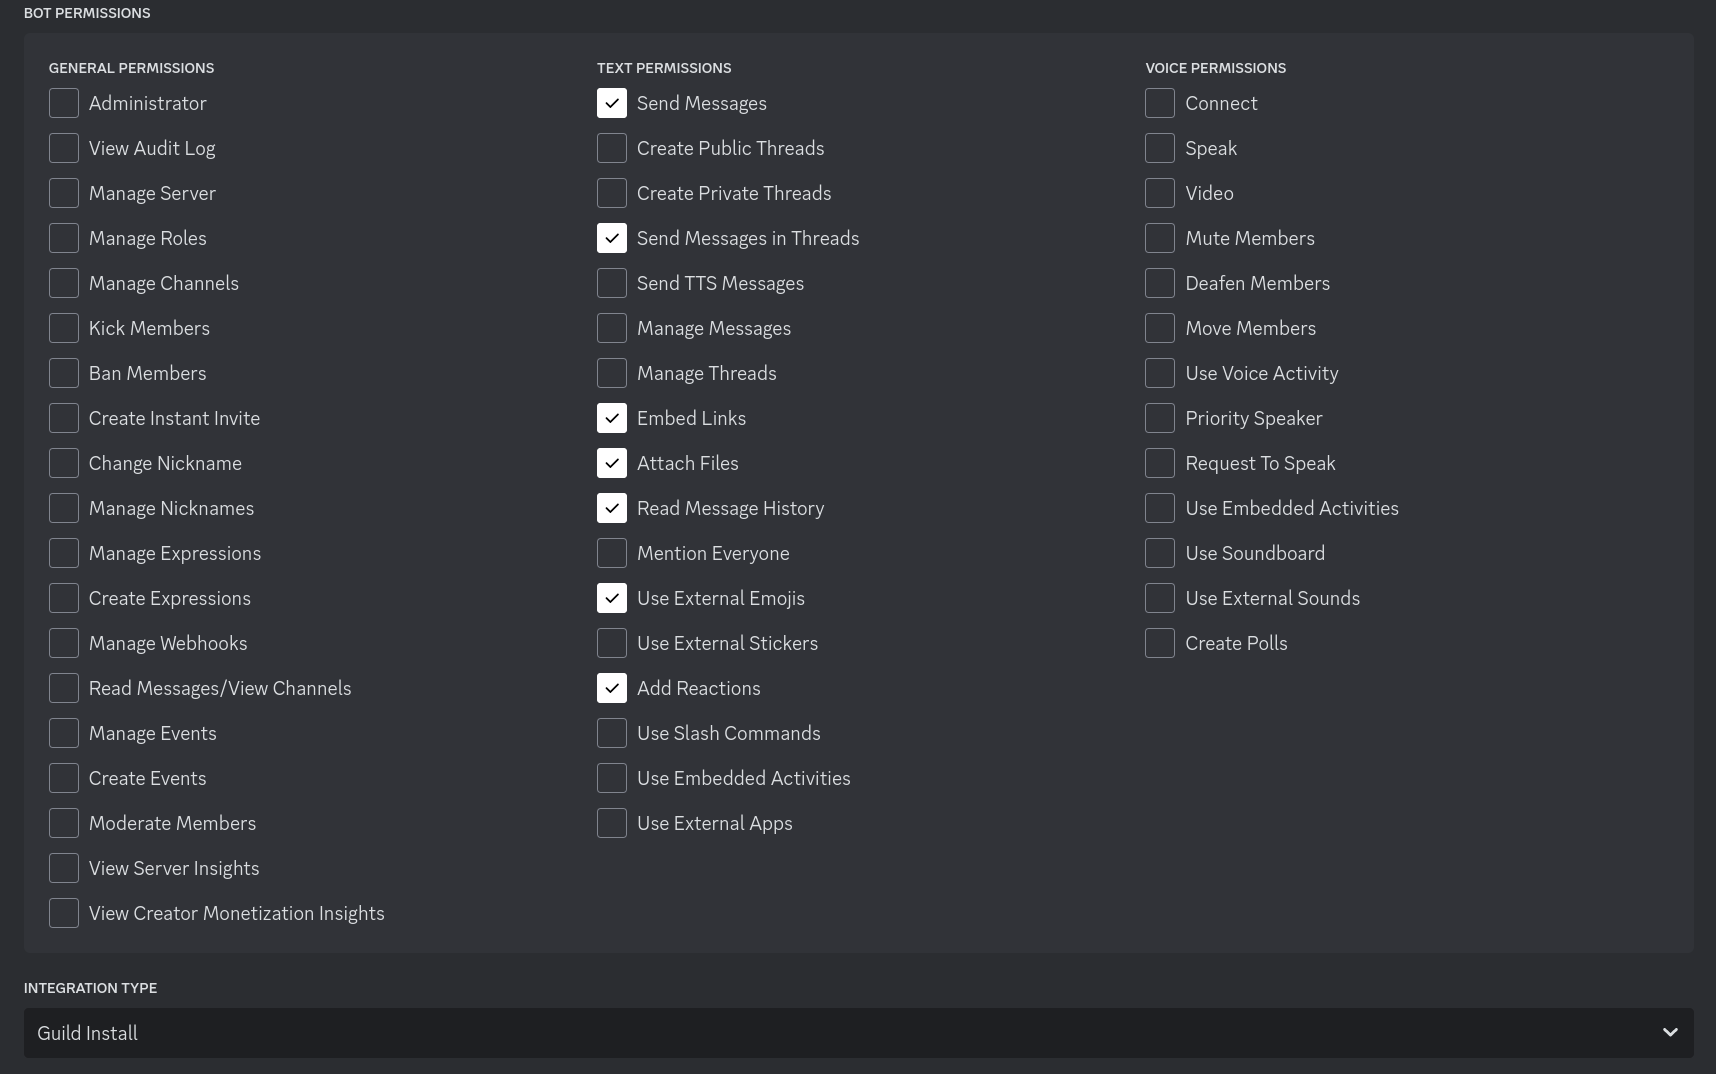 BOT PERMISSIONS
GENERAL PERMISSIONS
Administrator
View Audit Log
Manage Server
Manage Roles
Manage Channels
Kick Members
Ban Members
Create Instant Invite
Change Nickname
Manage Nicknames
Manage Expressions
Create Expressions
Manage Webhooks
Read Messages/View Channels
Manage Events
Create Events
Moderate Members
View Server Insights
View Creator Monetization Insights
TEXT PERMISSIONS
Send Messages
Create Public Threads
Create Private Threads
Send Messages in Threads
Send TTS Messages
Manage Messages
Manage Threads
Embed Links
Attach Files
Read Message History
Mention Everyone
Use External Emojis
Use External Stickers
Add Reactions
Use Slash Commands
Use Embedded Activities
Use External Apps
VOICE PERMISSIONS
Connect
Speak
Video
Mute Members
Deafen Members
Move Members
Use Voice Activity
Priority Speaker
Request To Speak
Use Embedded Activities
Use Soundboard
Use External Sounds
Create Polls
INTEGRATION TYPE
Guild Install